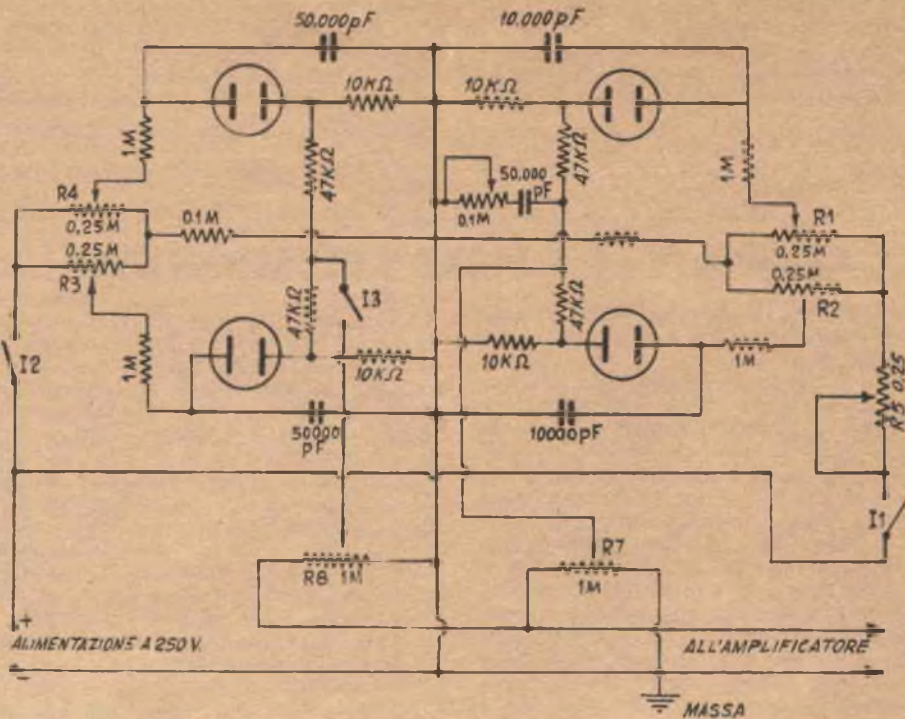 50.000pF
10.000pF
10KΩ
10KΩ
1M
47KΩ
47KΩ
1M
50.000
PF
R4
0.25M
0.1M
0.1M
R1
0.25M
0.25M
R3
0.25M
R2
I3
47KΩ
47KΩ
I2
1M
10KΩ
10KΩ
1M
R5 0,25
50000
pF
10000pF
I1
R8 1M
R7
1M
+
ALIMENTAZIONE A 250 V.
ALL'AMPLIFICATORE
-
MASSA